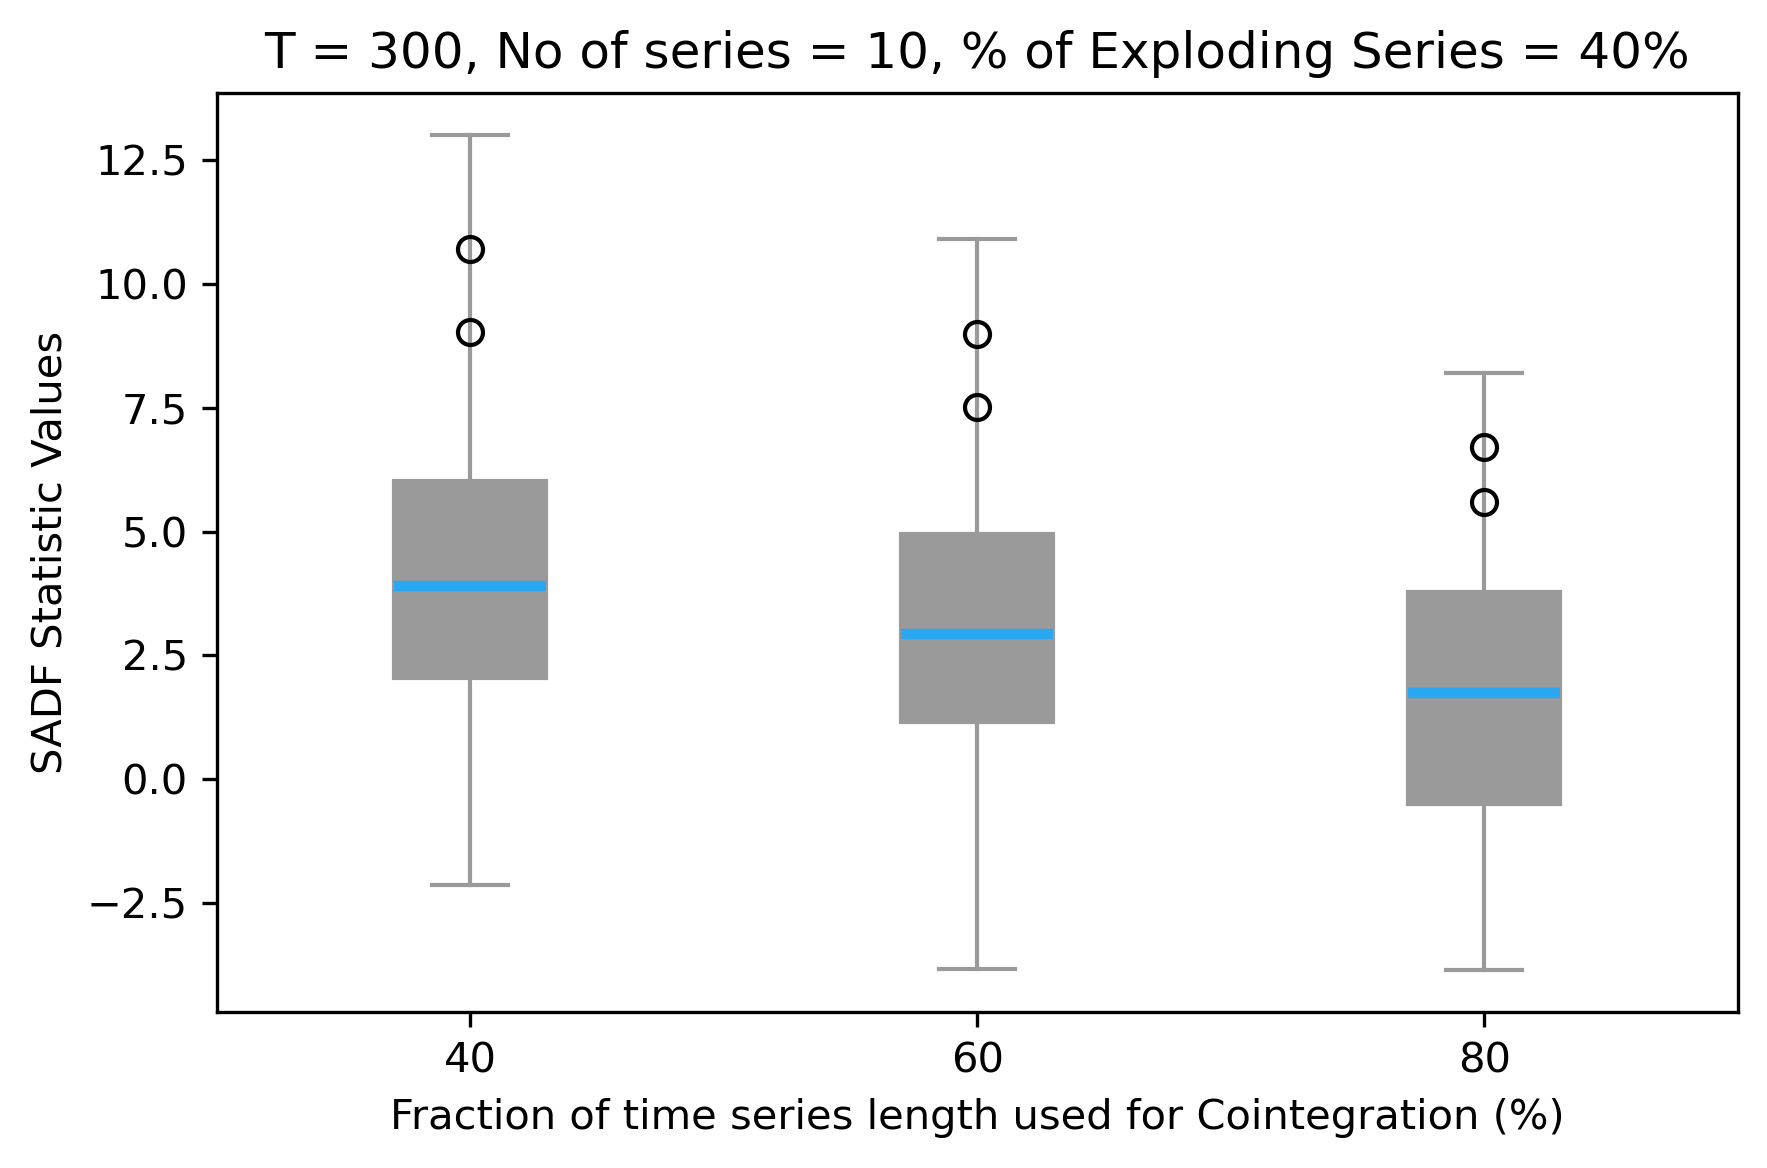 T = 300, No of series = 10, % of Exploding Series = 40%
12.5
10.0
7.5
5.0
2.5
0.0
−2.5
SADF Statistic Values
40 60 80
Fraction of time series length used for Cointegration (%)